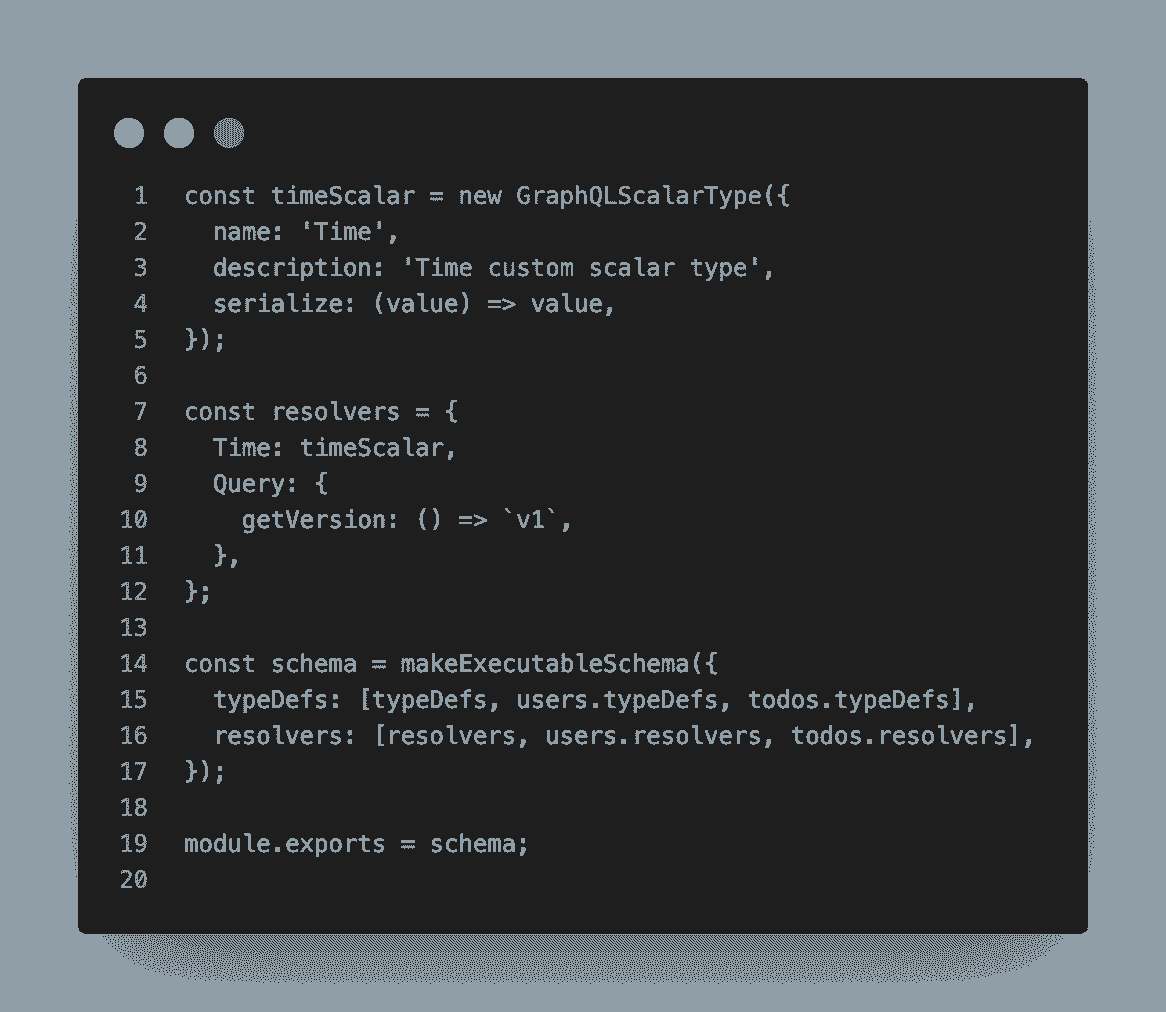 1 const timeScalar = new GraphQLScalarType({
2   name: 'Time',
3   description: 'Time custom scalar type',
4   serialize: (value) => value,
5 });
6
7 const resolvers = {
8   Time: timeScalar,
9   Query: {
10     getVersion: () => `v1`,
11   },
12 };
13
14 const schema = makeExecutableSchema({
15   typeDefs: [typeDefs, users.typeDefs, todos.typeDefs],
16   resolvers: [resolvers, users.resolvers, todos.resolvers],
17 });
18
19 module.exports = schema;
20